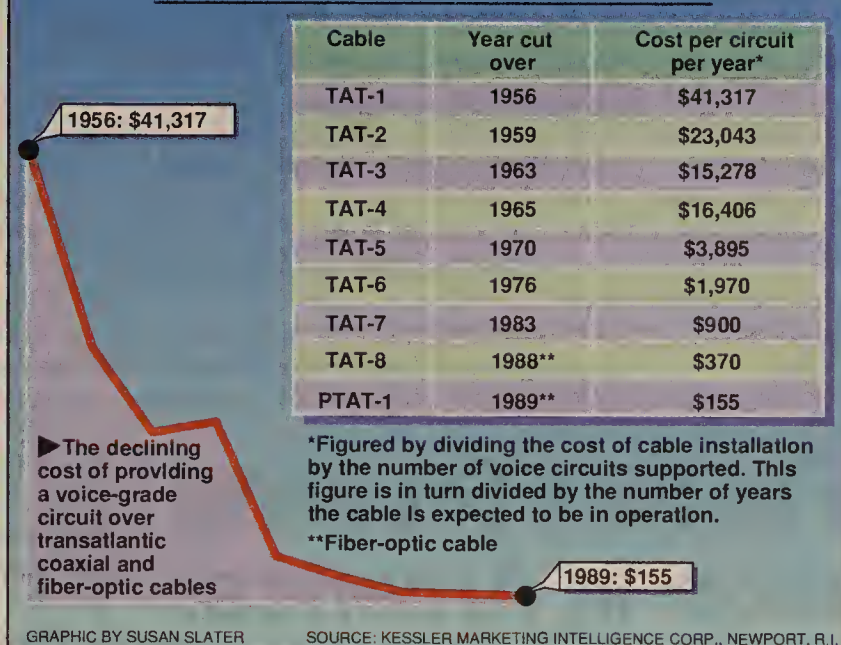 Cable Year cut over Cost per circuit per year*
TAT-1 1956 $41,317
TAT-2 1959 $23,043
TAT-3 1963 $15,278
TAT-4 1965 $16,406
TAT-5 1970 $3,895
TAT-6 1976 $1,970
TAT-7 1983 $900
TAT-8 1988** $370
PTAT-1 1989** $155
1956: $41,317
▶The declining
cost of providing
a voice-grade
circuit over
transatlantic
coaxial and
fiber-optic cables
*Figured by dividing the cost of cable installation
by the number of voice circuits supported. This
figure is in turn divided by the number of years
the cable is expected to be in operation.
**Fiber-optic cable
1989: $155
GRAPHIC BY SUSAN SLATER
SOURCE: KESSLER MARKETING INTELLIGENCE CORP., NEWPORT, R.I.